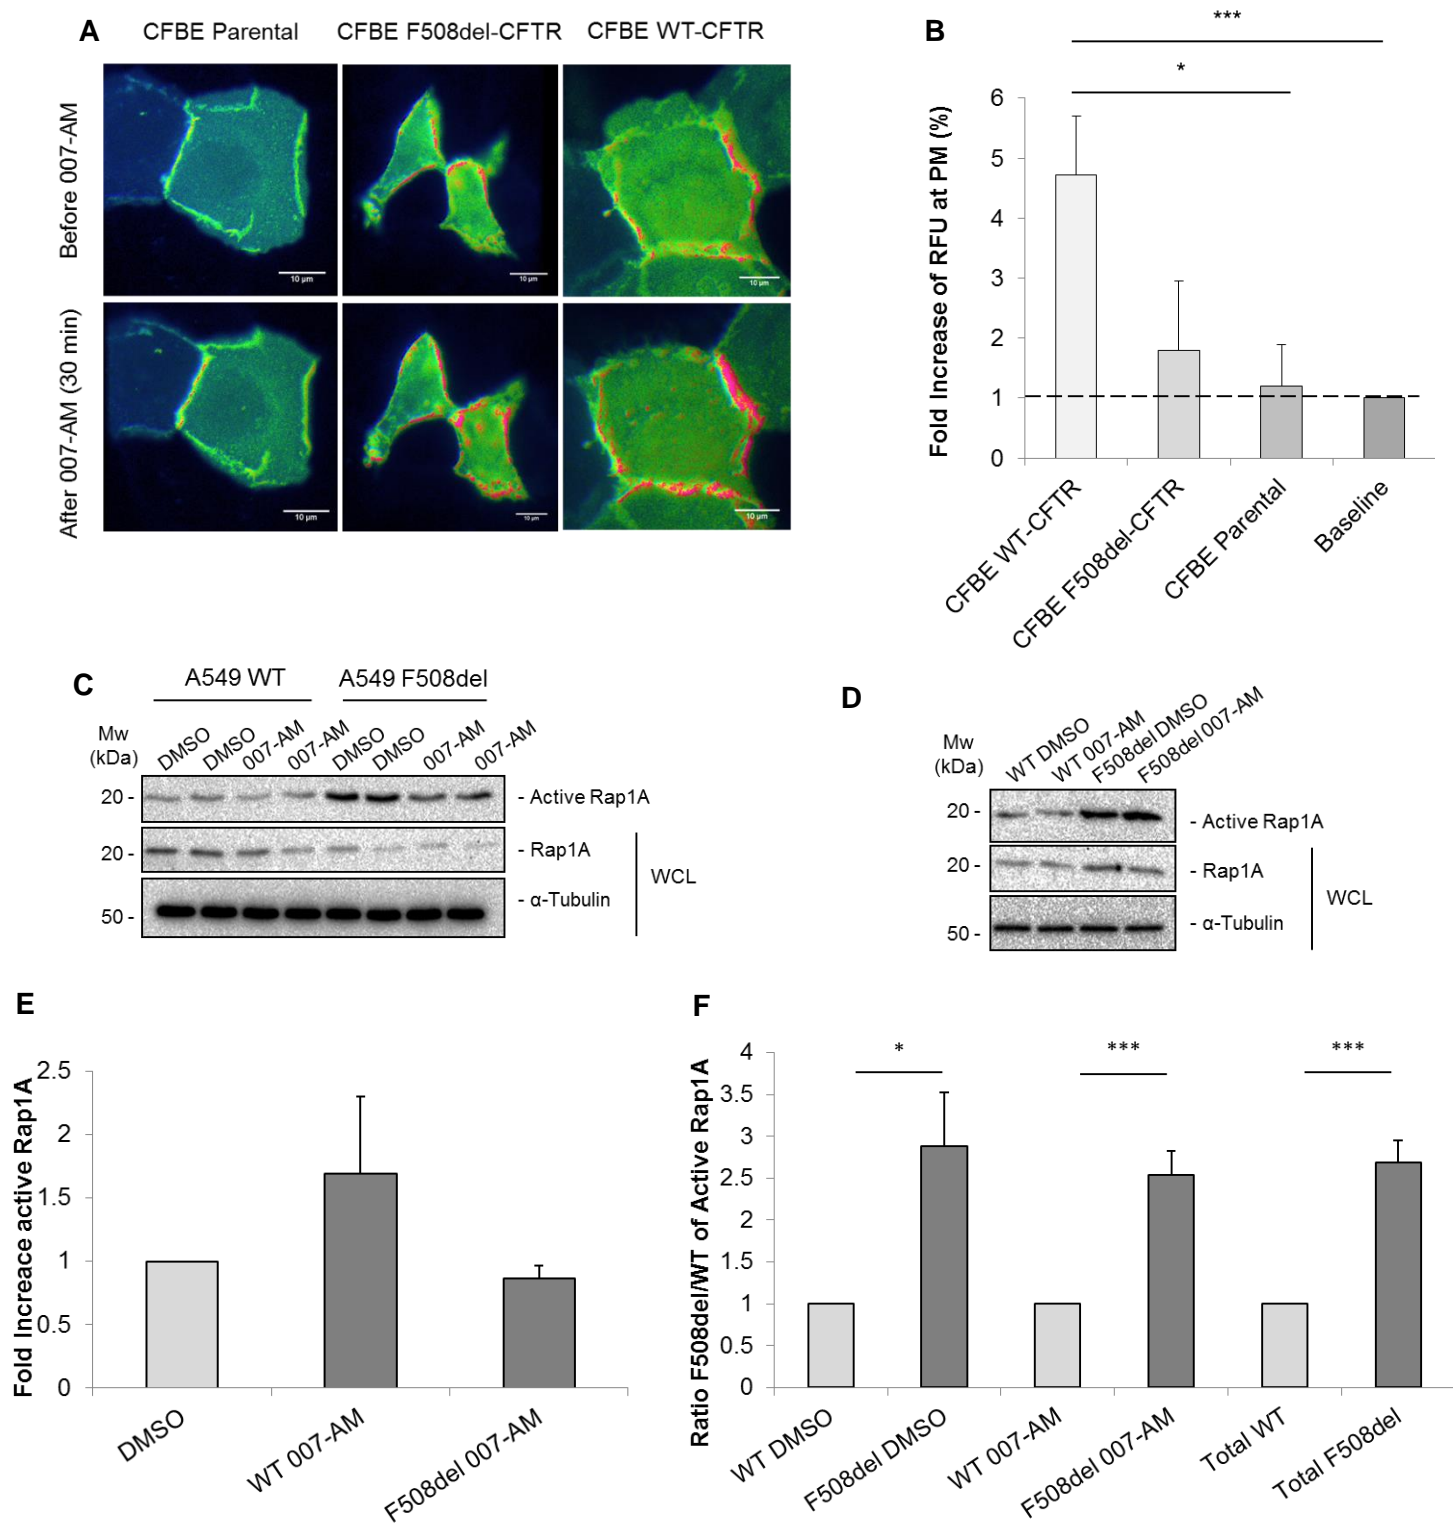 A
CFBE Parental
CFBE F508del-CFTR
CFBE WT-CFTR
Before 007-AM
10 µm
10 µm
10 µm
After 007-AM (30 min)
10 µm
10 µm
10 µm
B
***
*
Fold Increase of RFU at PM (%)
6
5
4
3
2
1
0
CFBE WT-CFTR
CFBE F508del-CFTR
CFBE Parental
Baseline
C
A549 WT
A549 F508del
Mw
(kDa)
DMSO
DMSO
007-AM
007-AM
DMSO
DMSO
007-AM
007-AM
20 -
- Active Rap1A
20 -
- Rap1A
50 -
- α-Tubulin
WCL
D
Mw
(kDa)
WT DMSO
WT 007-AM
F508del DMSO
F508del 007-AM
20 -
- Active Rap1A
20 -
- Rap1A
50 -
- α-Tubulin
WCL
E
Fold Increace active Rap1A
2.5
2
1.5
1
0.5
0
DMSO
WT 007-AM
F508del 007-AM
F
Ratio F508del/WT of Active Rap1A
4
3.5
3
2.5
2
1.5
1
0.5
0
*
***
***
WT DMSO
F508del DMSO
WT 007-AM
F508del 007-AM
Total WT
Total F508del